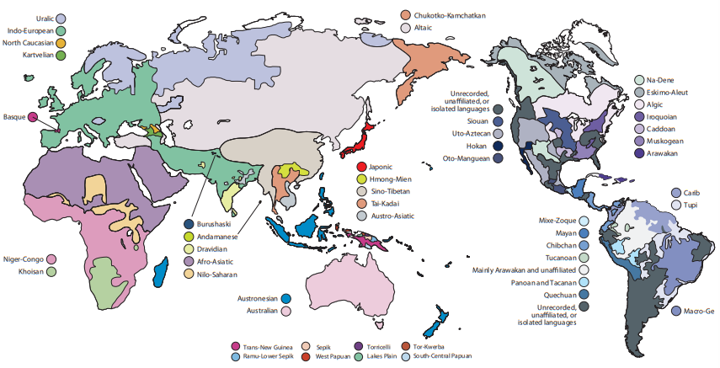 Uralic
Indo-European
North Caucasian
Kartvelian
Basque
Chukotko-Kamchatkan
Altaic
Unrecorded,
unaffiliated, or
isolated languages
Siouan
Uto-Aztecan
Hokan
Oto-Manguean
Na-Dene
Eskimo-Aleut
Algic
Iroquoian
Caddoan
Muskogean
Arawakan
Japonic
Hmong-Mien
Sino-Tibetan
Tai-Kadai
Austro-Asiatic
Burushaski
Andamanese
Dravidian
Afro-Asiatic
Nilo-Saharan
Niger-Congo
Khoisan
Austronesian
Australian
Carib
Tupi
Mixe-Zoque
Mayan
Chibchan
Tucanoan
Mainly Arawakan and unaffiliated
Panoan and Tacanan
Quechuan
Unrecorded,
unaffiliated, or
isolated languages
Macro-Ge
Trans-New Guinea
Sepik
Torricelli
Tor-Kwerba
Ramu-Lower Sepik
West Papuan
Lakes Plain
South-Central Papuan